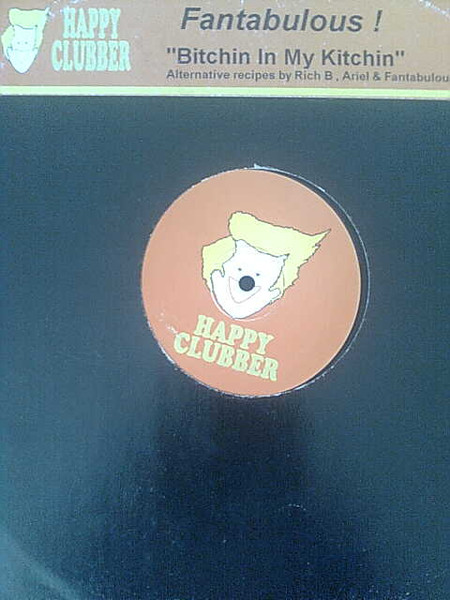 HAPPY
CLUBBER
Fantabulous !
"Bitchin In My Kitchin"
Alternative recipes by Rich B , Ariel & Fantabulou
HAPPY
CLUBBER